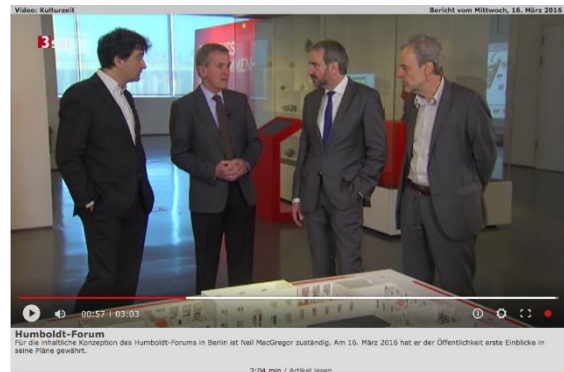 Video: Kulturzeit
Bericht vom Mittwoch, 16. März 2016
3sat
00:57 | 03:03
Humboldt-Forum
Für die inhaltliche Konzeption des Humboldt-Forums in Berlin ist Neil MacGregor zuständig. Am 16. März 2016 hat er der Öffentlichkeit erste Einblicke in
seine Pläne gewährt.
3:04 min / Artikel lesen